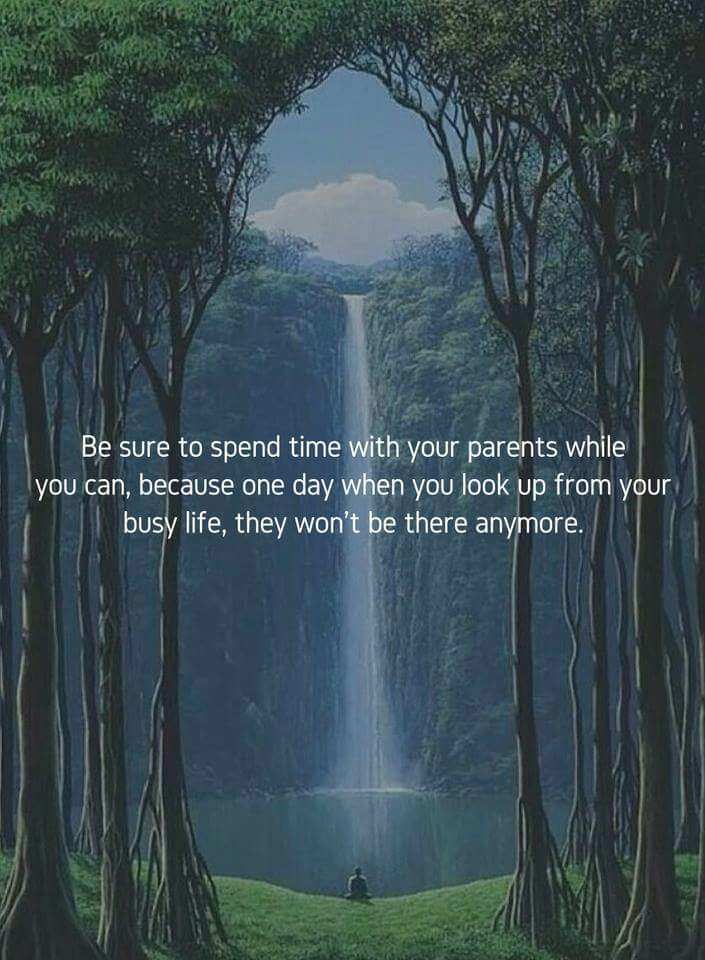 Be sure to spend time with your parents while
you can, because one day when you look up from your
busy life, they won’t be there anymore.